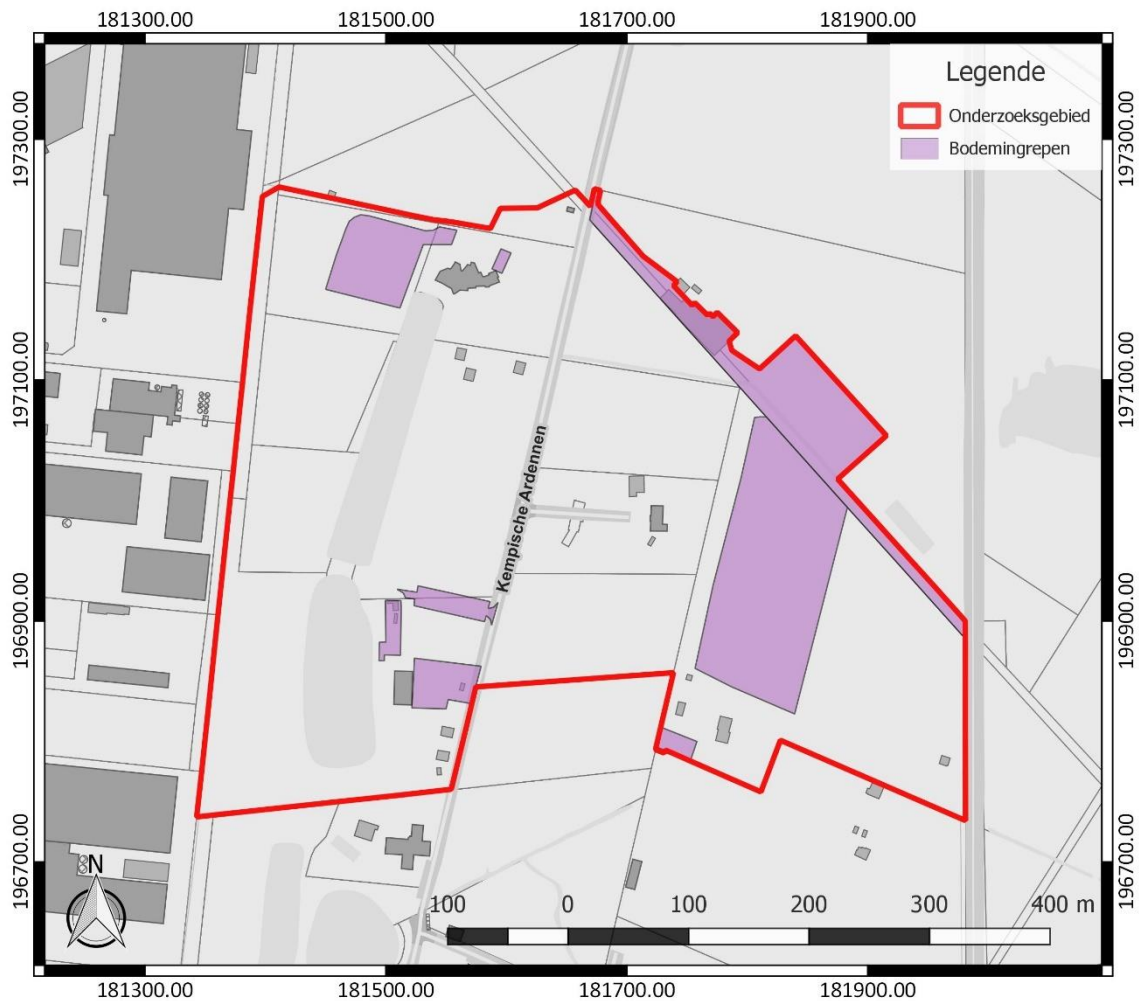 181300.00 181500.00 181700.00 181900.00
Legende
Onderzoeksgebied
Bodemingrepen
197300.00 197300.00
197100.00 197100.00
Kempische Ardennen
196900.00 196900.00
196700.00 196700.00
N
100 0 100 200 300 400 m
181300.00 181500.00 181700.00 181900.00